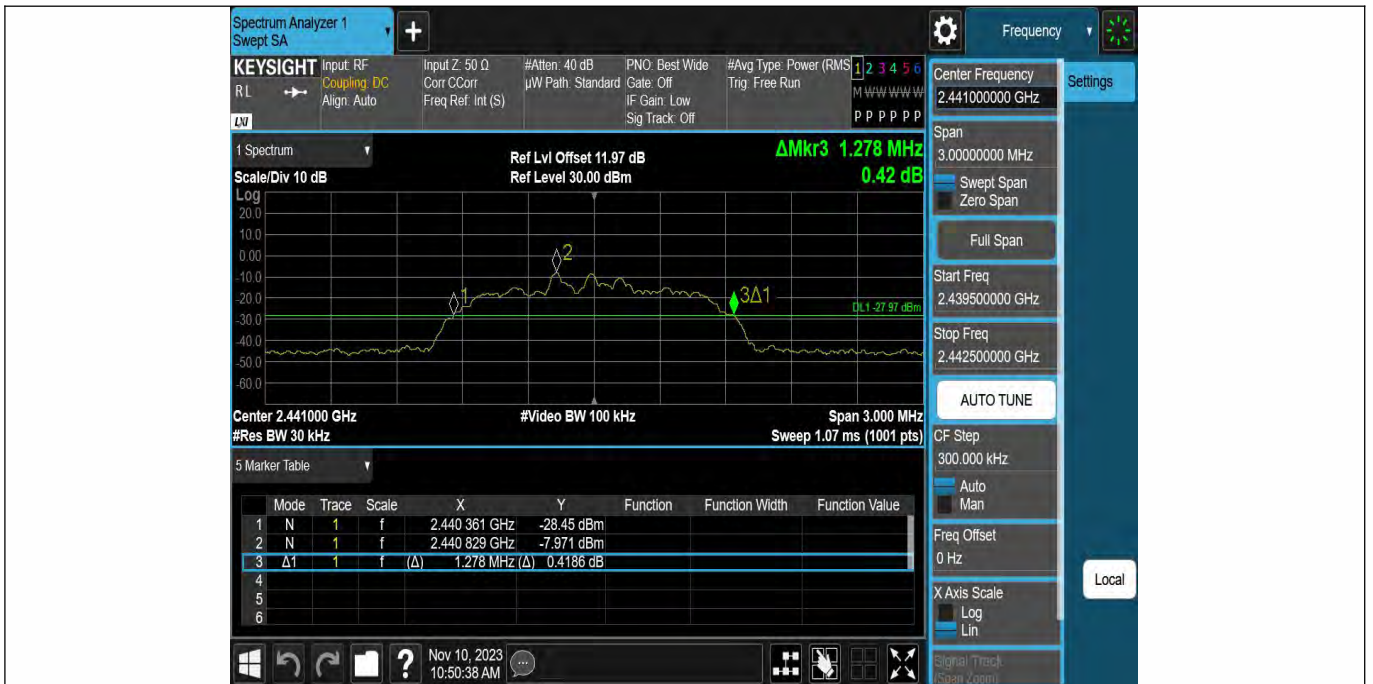 Spectrum Analyzer 1
Swept SA
+
Frequency
KEYSIGHT
RL
LXI
Input: RF
Coupling: DC
Align: Auto
Input Z: 50 Ω
Corr CCorr
Freq Ref: Int (S)
#Atten: 40 dB
µW Path: Standard
PNO: Best Wide
Gate: Off
IF Gain: Low
Sig Track: Off
#Avg Type: Power (RMS
Trig: Free Run
1 2 3 4 5 6
M W W W W W
P P P P P P
1 Spectrum
Scale/Div 10 dB
Ref Lvl Offset 11.97 dB
Ref Level 30.00 dBm
ΔMkr3 1.278 MHz
0.42 dB
Log
20.0
10.0
0.00
-10.0
-20.0
-30.0
-40.0
-50.0
-60.0
1
2
3Δ1
DL1 -27.97 dBm
Center 2.441000 GHz
#Video BW 100 kHz
Span 3.000 MHz
#Res BW 30 kHz
Sweep 1.07 ms (1001 pts)
5 Marker Table
Mode Trace Scale X Y Function Function Width Function Value
1 N 1 f 2.440 361 GHz -28.45 dBm
2 N 1 f 2.440 829 GHz -7.971 dBm
3 Δ1 1 f (Δ) 1.278 MHz (Δ) 0.4186 dB
4
5
6
?
Nov 10, 2023
10:50:38 AM
Center Frequency
2.441000000 GHz
Span
3.00000000 MHz
Swept Span
Zero Span
Full Span
Start Freq
2.439500000 GHz
Stop Freq
2.442500000 GHz
AUTO TUNE
CF Step
300.000 kHz
Auto
Man
Freq Offset
0 Hz
X Axis Scale
Log
Lin
Signal Track
(Span Zoom)
Settings
Local